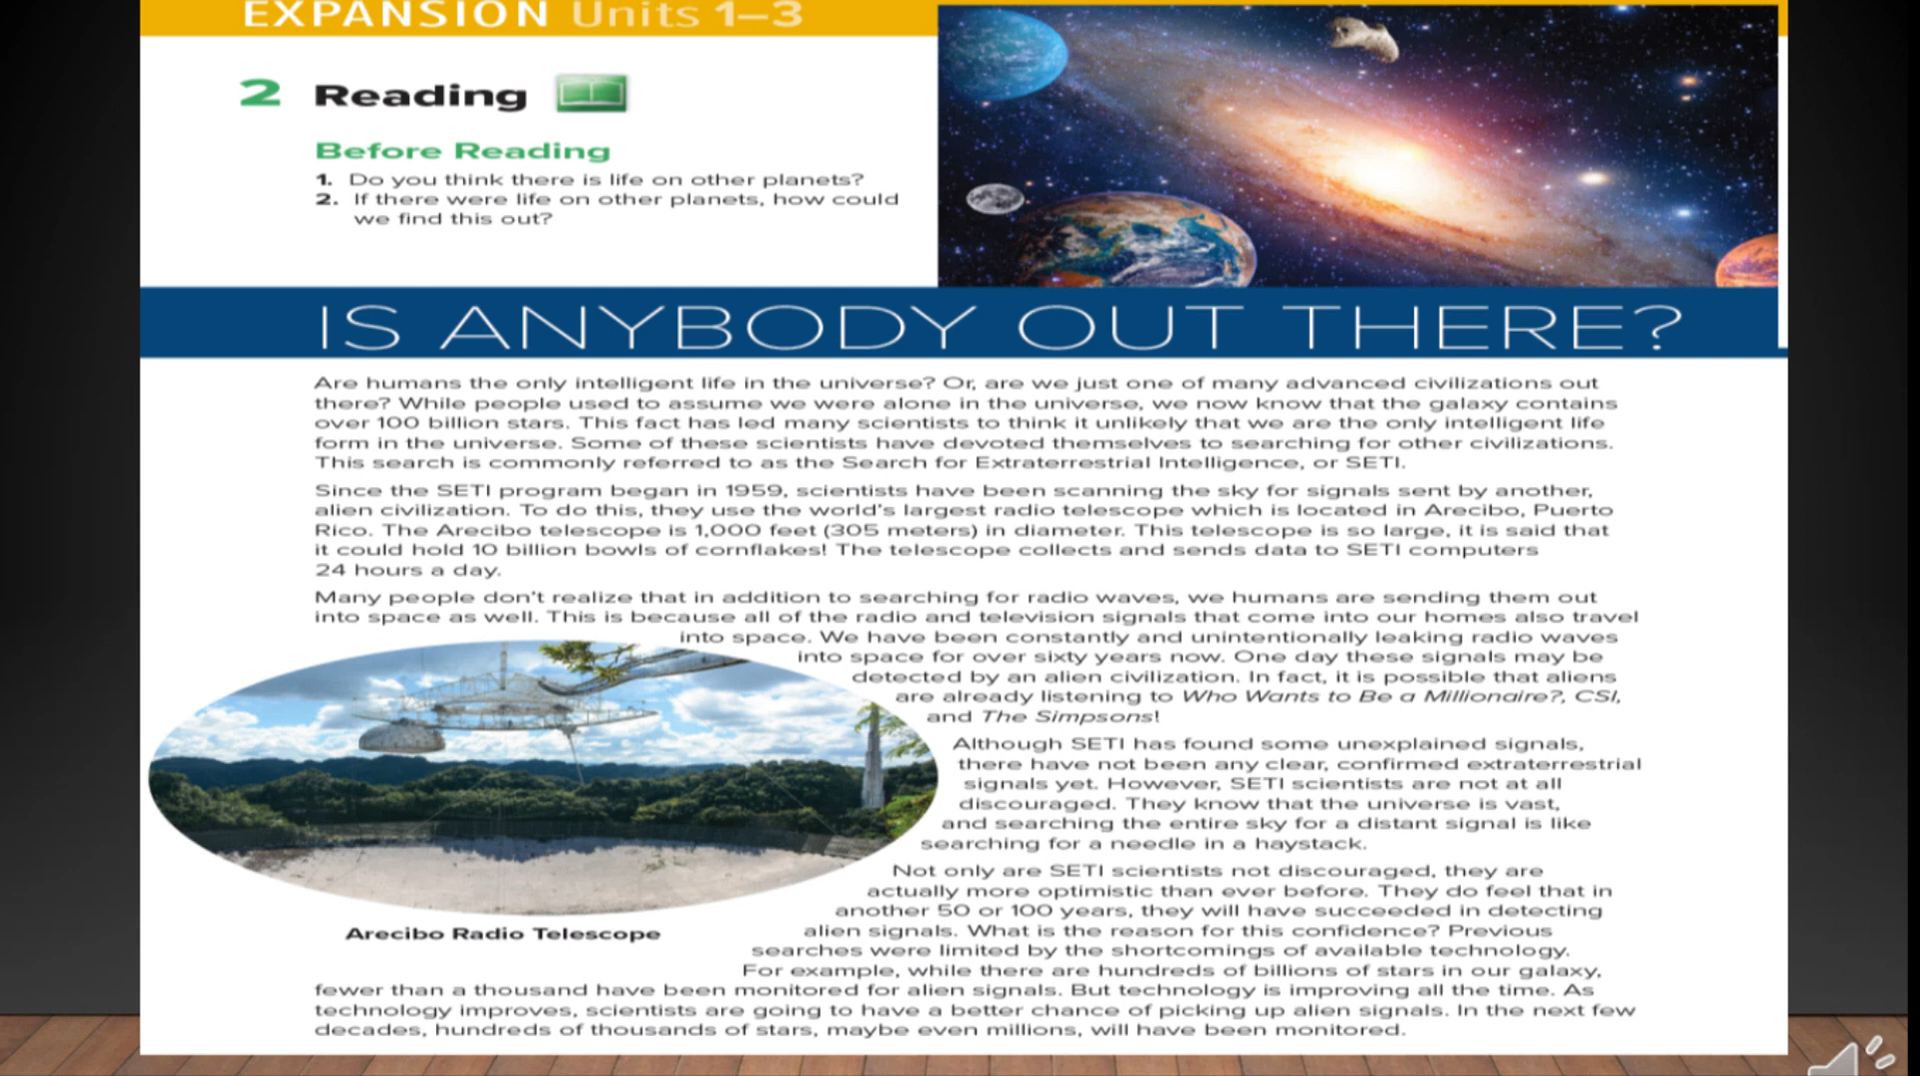 EXPANSION Units 1–3
2 Reading
Before Reading
1. Do you think there is life on other planets?
2. If there were life on other planets, how could
we find this out?
IS ANYBODY OUT THERE?
Are humans the only intelligent life in the universe? Or, are we just one of many advanced civilizations out
there? While people used to assume we were alone in the universe, we now know that the galaxy contains
over 100 billion stars. This fact has led many scientists to think it unlikely that we are the only intelligent life
form in the universe. Some of these scientists have devoted themselves to searching for other civilizations.
This search is commonly referred to as the Search for Extraterrestrial Intelligence, or SETI.
Since the SETI program began in 1959, scientists have been scanning the sky for signals sent by another,
alien civilization. To do this, they use the world's largest radio telescope which is located in Arecibo, Puerto
Rico. The Arecibo telescope is 1,000 feet (305 meters) in diameter. This telescope is so large, it is said that
it could hold 10 billion bowls of cornflakes! The telescope collects and sends data to SETI computers
24 hours a day.
Many people don't realize that in addition to searching for radio waves, we humans are sending them out
into space as well. This is because all of the radio and television signals that come into our homes also travel
into space. We have been constantly and unintentionally leaking radio waves
into space for over sixty years now. One day these signals may be
detected by an alien civilization. In fact, it is possible that aliens
are already listening to Who Wants to Be a Millionaire?, CSI,
and The Simpsons!
Although SETI has found some unexplained signals,
there have not been any clear, confirmed extraterrestrial
signals yet. However, SETI scientists are not at all
discouraged. They know that the universe is vast,
and searching the entire sky for a distant signal is like
searching for a needle in a haystack.
Not only are SETI scientists not discouraged, they are
actually more optimistic than ever before. They do feel that in
another 50 or 100 years, they will have succeeded in detecting
alien signals. What is the reason for this confidence? Previous
searches were limited by the shortcomings of available technology.
For example, while there are hundreds of billions of stars in our galaxy,
fewer than a thousand have been monitored for alien signals. But technology is improving all the time. As
technology improves, scientists are going to have a better chance of picking up alien signals. In the next few
decades, hundreds of thousands of stars, maybe even millions, will have been monitored.
Arecibo Radio Telescope